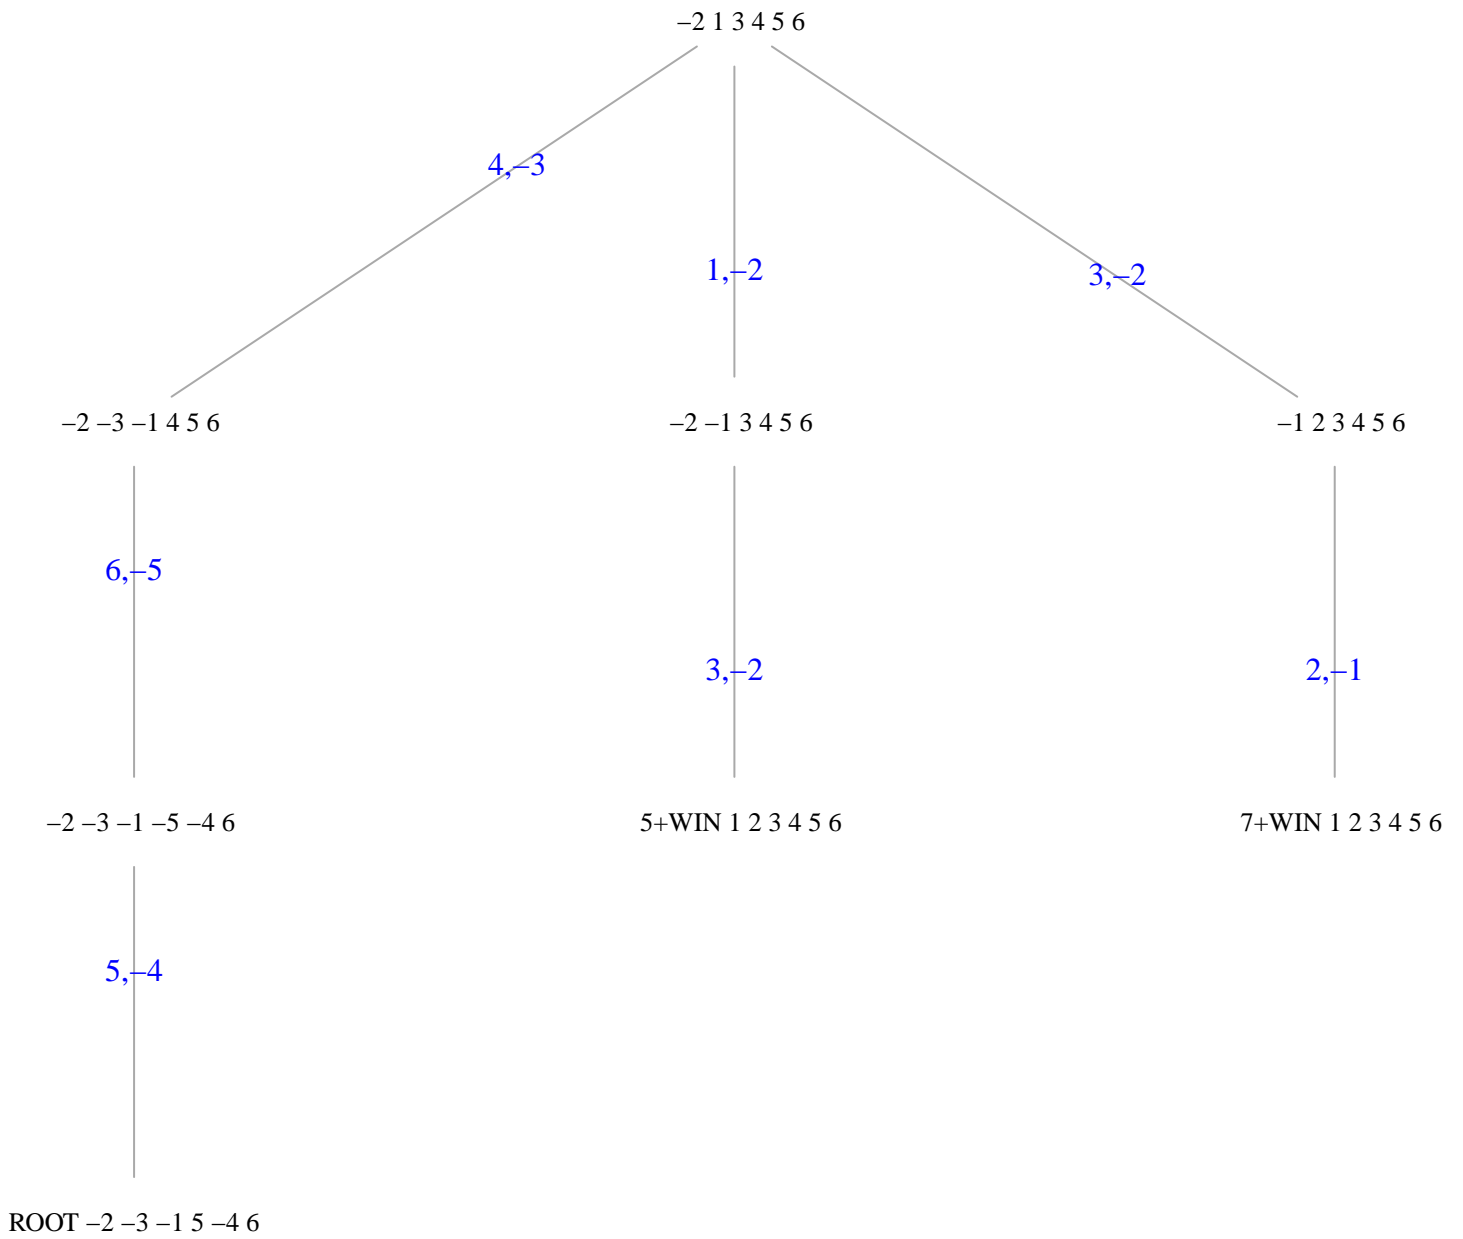 –2 1 3 4 5 6
4,–3
1,–2
3,–2
–2 –3 –1 4 5 6
–2 –1 3 4 5 6
–1 2 3 4 5 6
6,–5
3,–2
2,–1
–2 –3 –1 –5 –4 6
5+WIN 1 2 3 4 5 6
7+WIN 1 2 3 4 5 6
5,–4
ROOT –2 –3 –1 5 –4 6